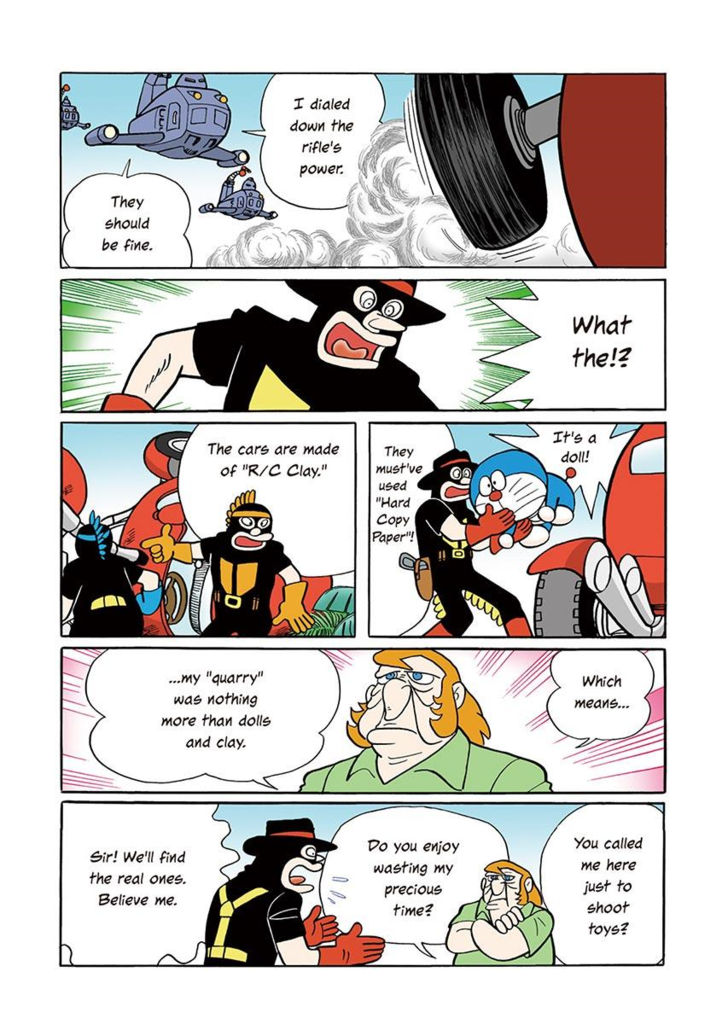 I dialed
down the
rifle's
power.
They
should
be fine.
What
the!?
It's a
doll!
They
must've
used
"Hard
Copy
Paper"!
The cars are made
of "R/C Clay."
Which
means...
...my "quarry"
was nothing
more than dolls
and clay.
You called
me here
just to
shoot
toys?
Do you enjoy
wasting my
precious
time?
Sir! We'll find
the real ones.
Believe me.